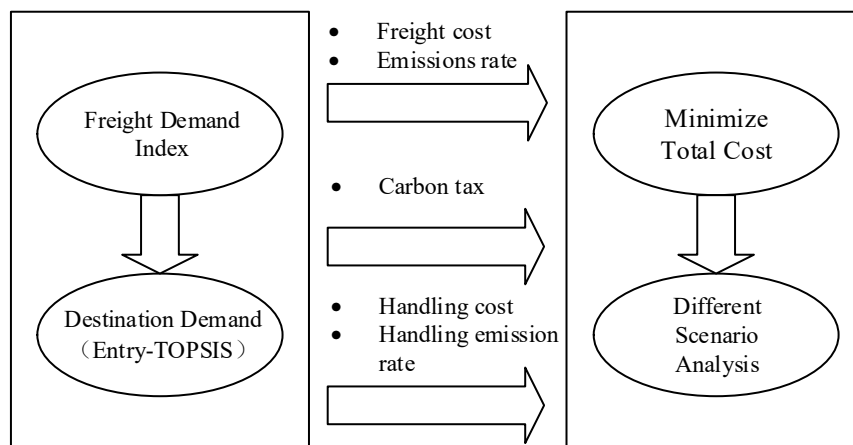 Freight Demand
Index
Destination Demand
（Entry-TOPSIS）
• Freight cost
• Emissions rate
• Carbon tax
• Handling cost
• Handling emission
rate
Minimize
Total Cost
Different
Scenario
Analysis